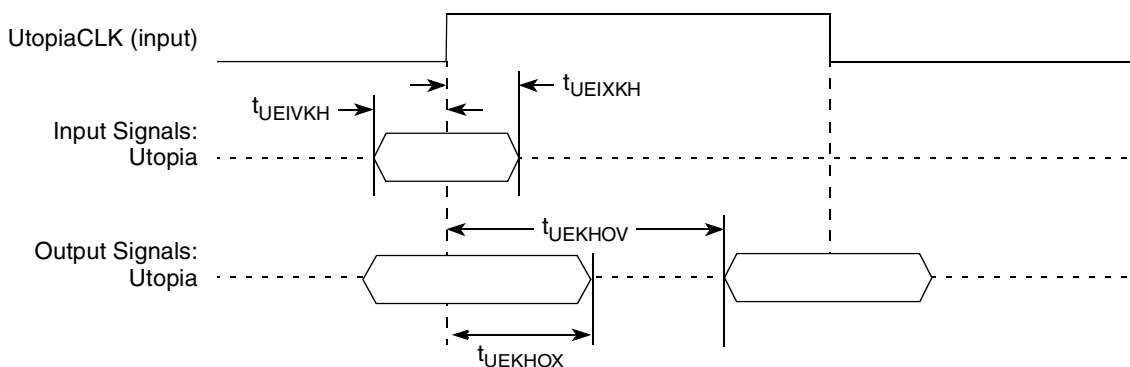 UtopiaCLK (input)
tUEIXKH
tUEIVKH
Input Signals:
Utopia
tUEKHOV
Output Signals:
Utopia
tUEKHOX